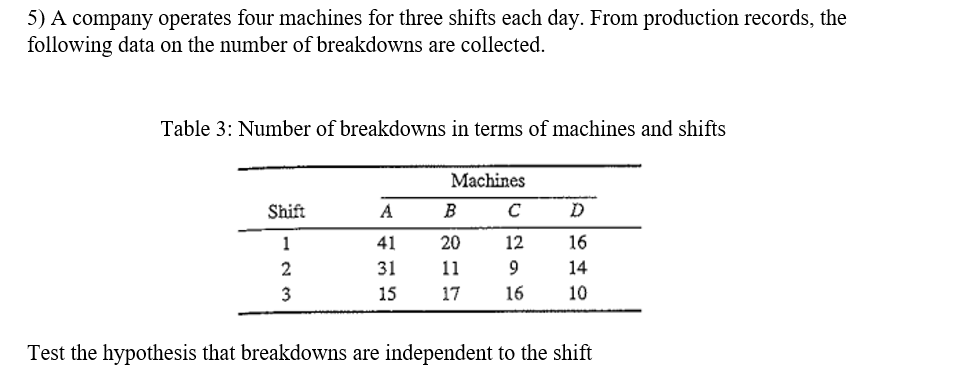 5) A company operates four machines for three shifts each day. From production records, the
following data on the number of breakdowns are collected.
Table 3: Number of breakdowns in terms of machines and shifts
Machines
Shift A B C D
1 41 20 12 16
2 31 11 9 14
3 15 17 16 10
Test the hypothesis that breakdowns are independent to the shift